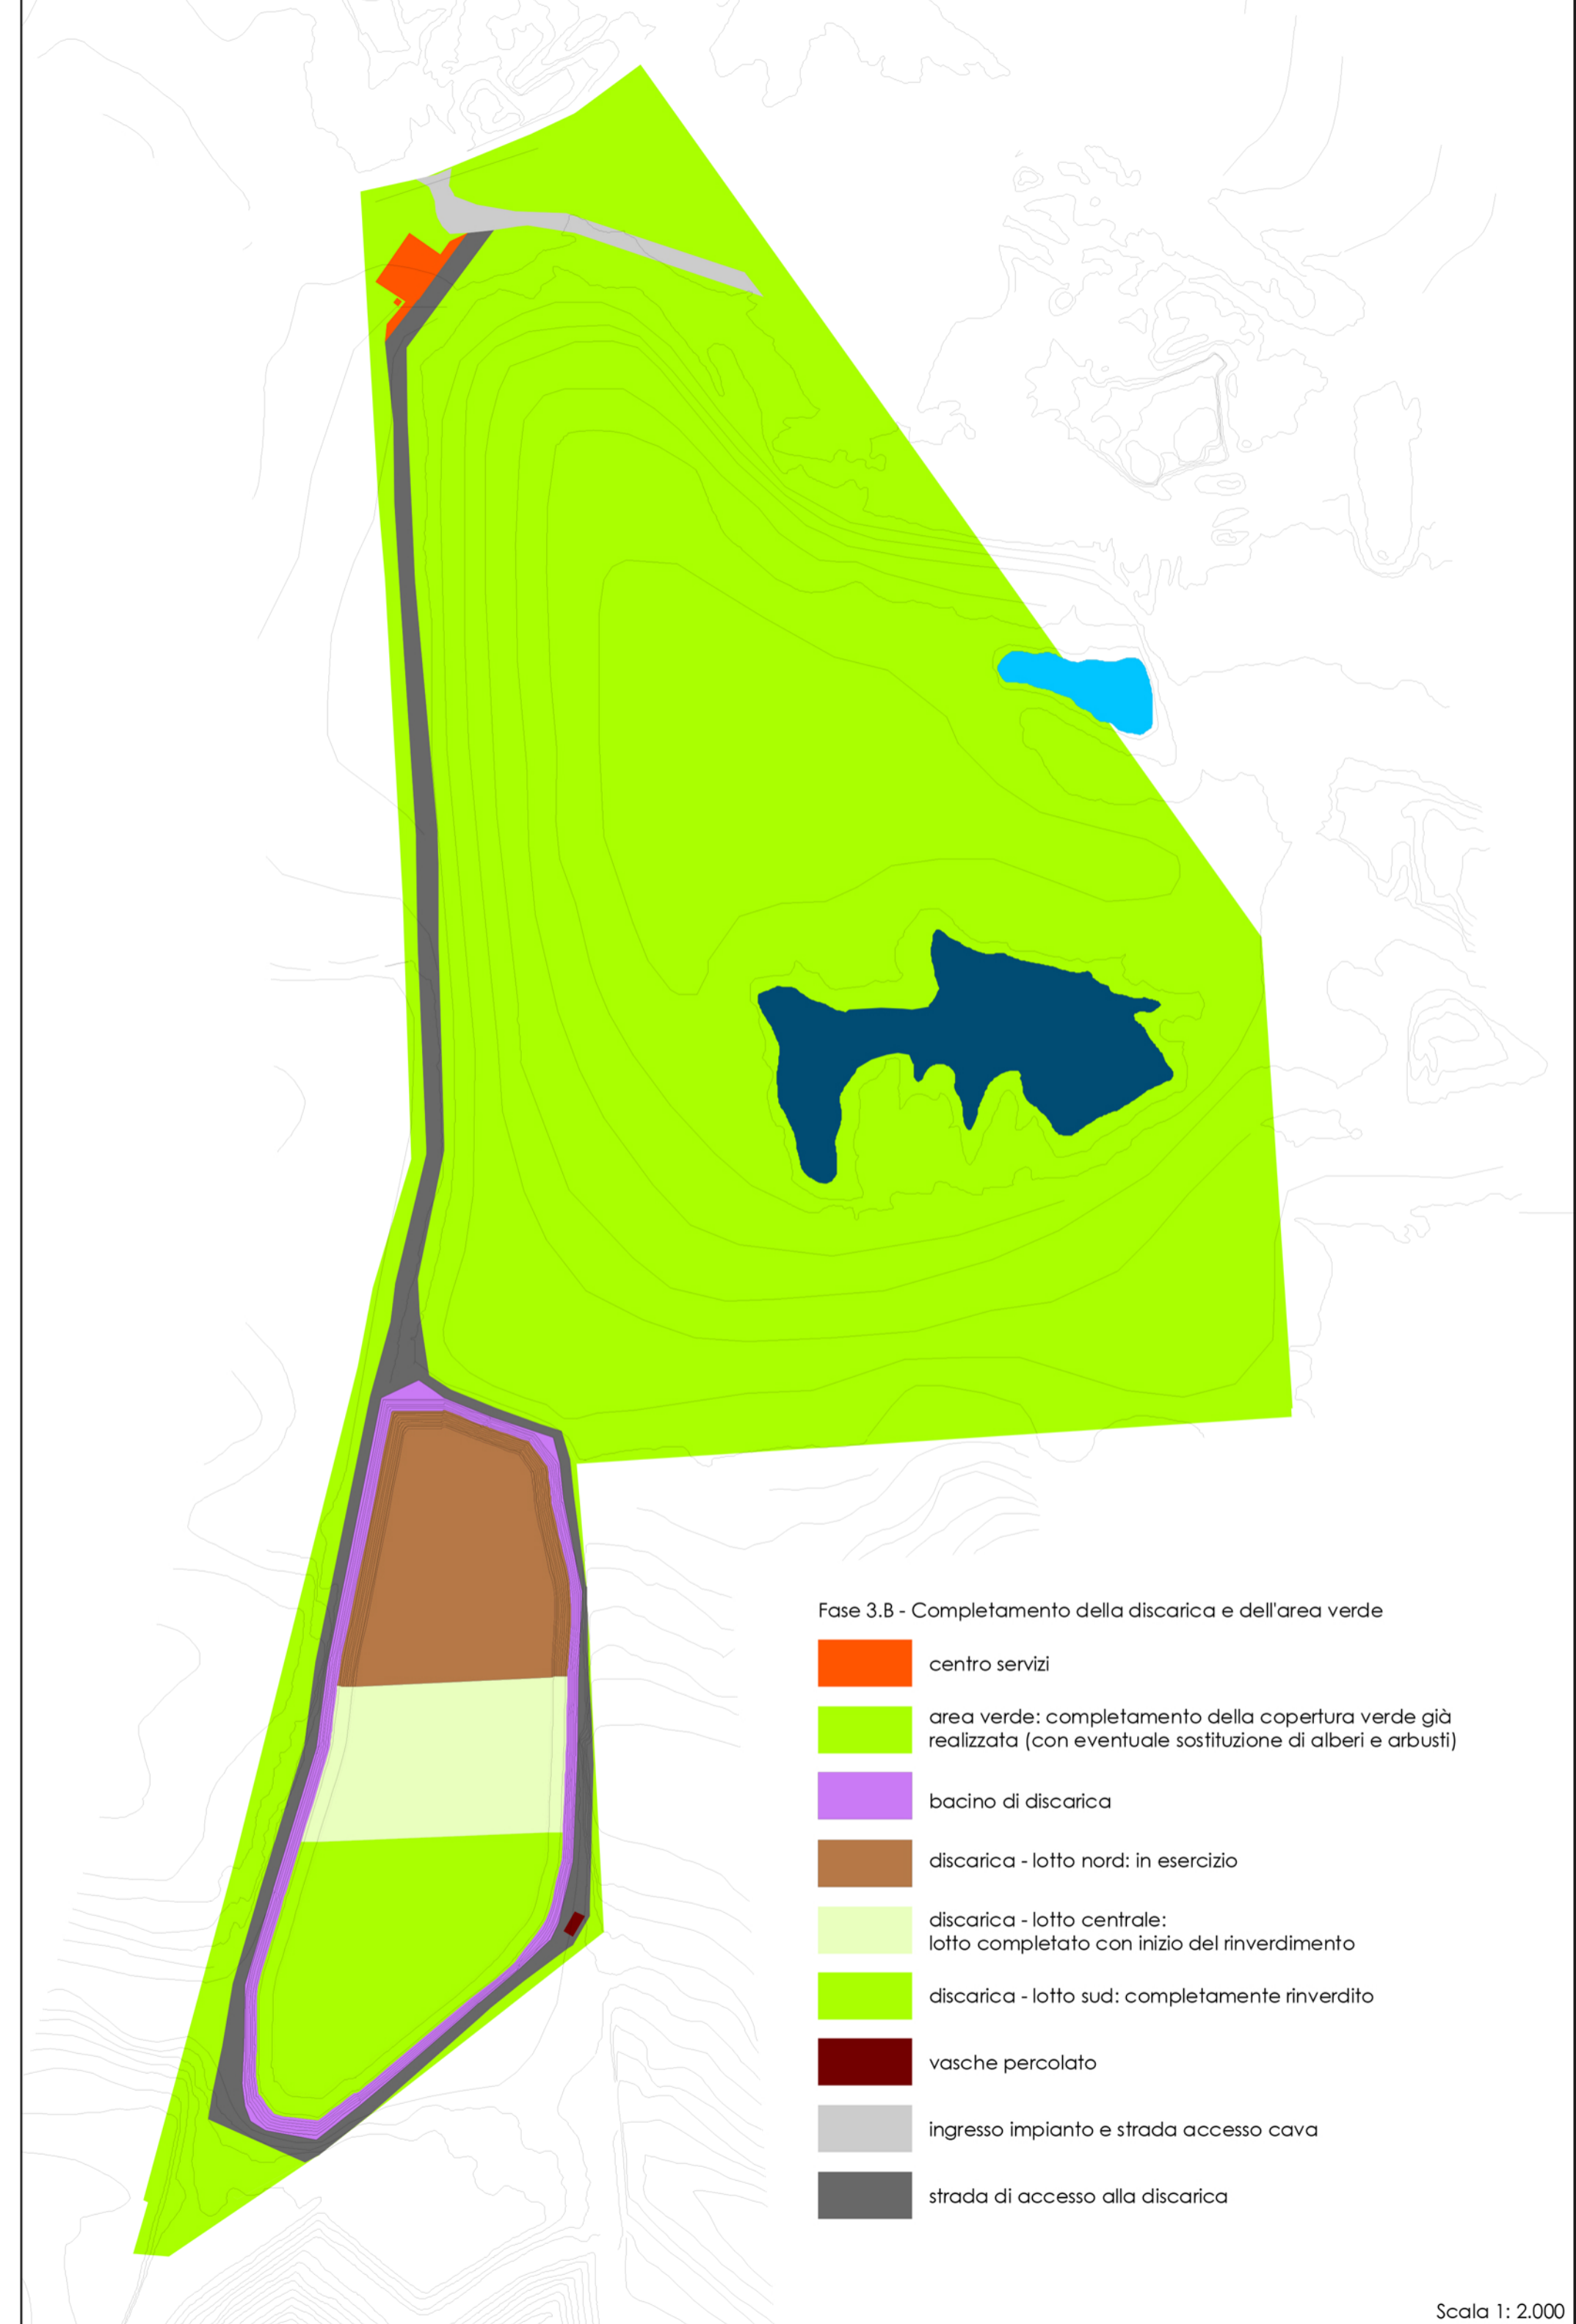 Fase 3.B - Completamento della discarica e dell'area verde
centro servizi
area verde: completamento della copertura verde già
realizzata (con eventuale sostituzione di alberi e arbusti)
bacino di discarica
discarica - lotto nord: in esercizio
discarica - lotto centrale:
lotto completato con inizio del rinverdimento
discarica - lotto sud: completamente rinverdito
vasche percolato
ingresso impianto e strada accesso cava
strada di accesso alla discarica
Scala 1: 2.000